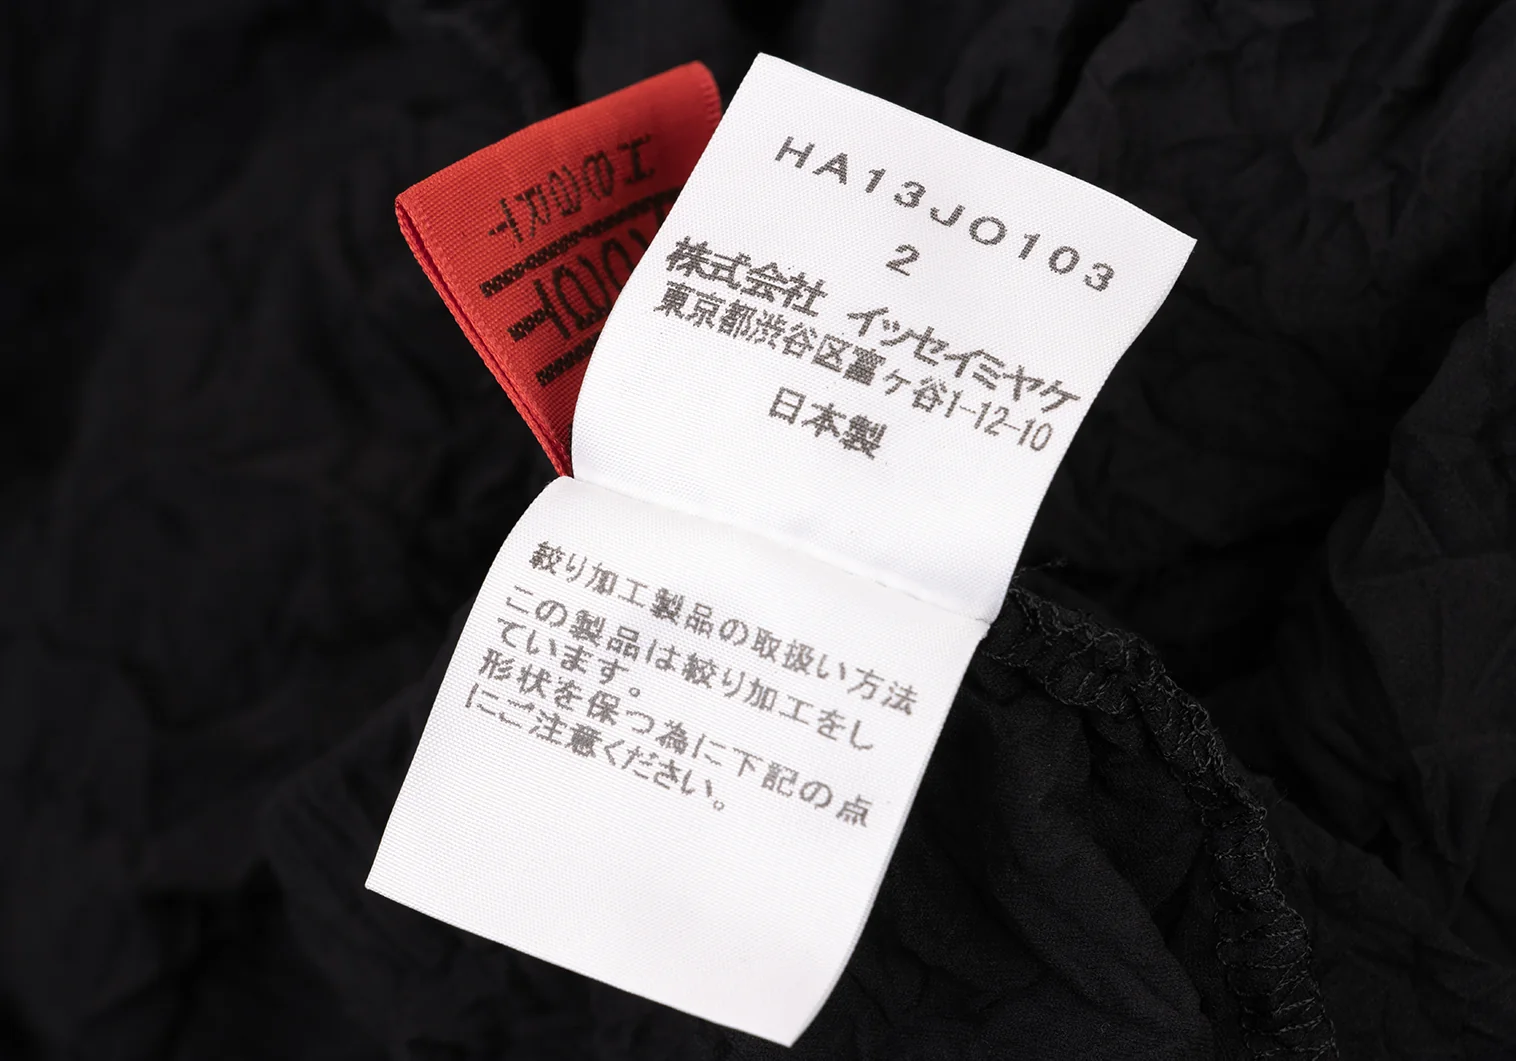 HA13JO103
2
株式会社 イッセイミヤケ
東京都渋谷区富ヶ谷1-12-10
日本製
絞り加工製品の取扱い方法
この製品は絞り加工をし
ています。
形状を保つ為に下記の点
にご注意ください。